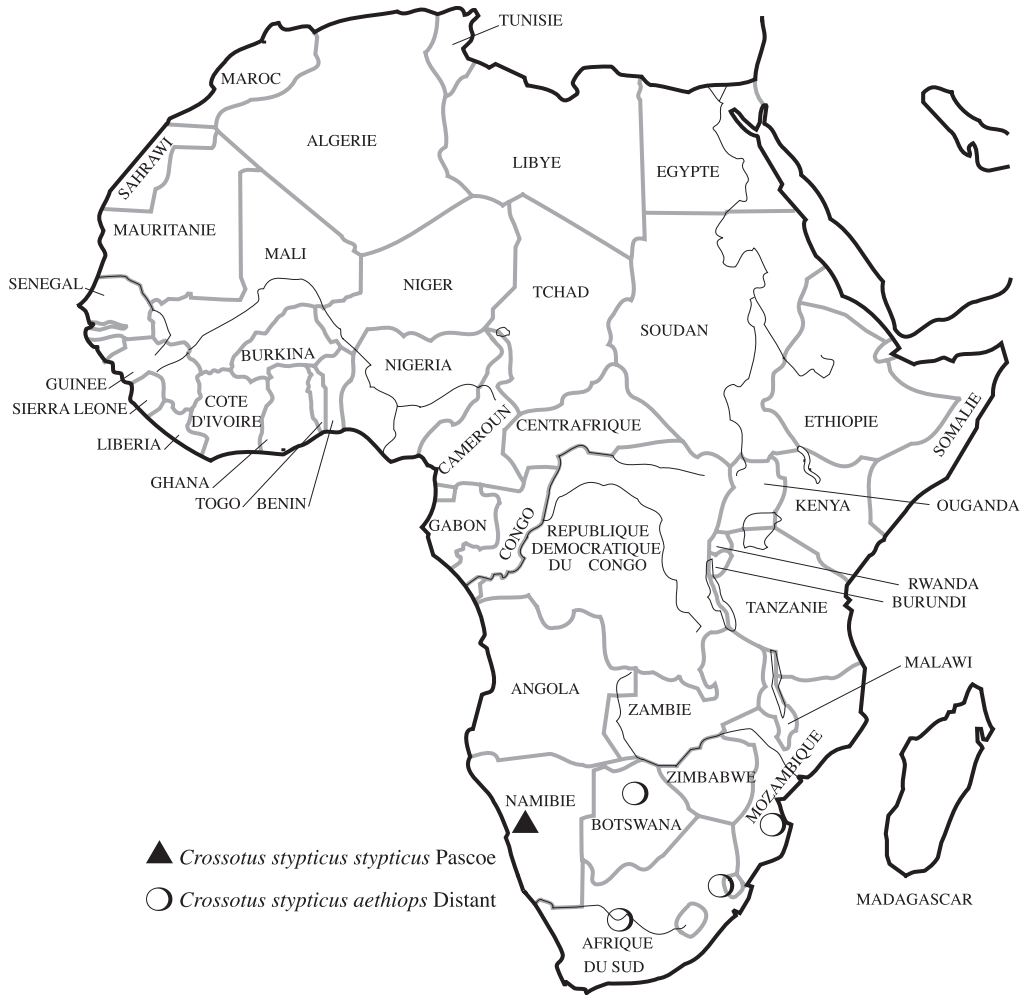 TUNISIE
MAROC
ALGERIE
LIBYE
EGYPTE
SAHRAWI
MAURITANIE
MALI
NIGER
TCHAD
SOUDAN
SENEGAL
BURKINA
NIGERIA
GUINEE
SIERRA LEONE
LIBERIA
COTE
D'IVOIRE
GHANA
TOGO
BENIN
CAMEROUN
CENTRAFRIQUE
ETHIOPIE
SOMALIE
GABON
CONGO
REPUBLIQUE
DEMOCRATIQUE
DU CONGO
KENYA
OUGANDA
RWANDA
BURUNDI
TANZANIE
MALAWI
ANGOLA
ZAMBIE
MOZAMBIQUE
ZIMBABWE
NAMIBIE
BOTSWANA
MADAGASCAR
AFRIQUE
DU SUD
Crossotus stypticus stypticus Pascoe
Crossotus stypticus aethiops Distant